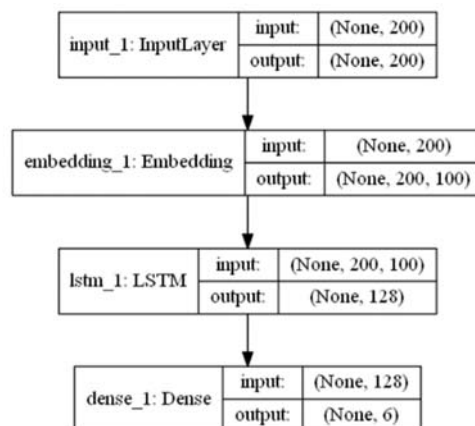 input_1: InputLayer
input: (None, 200)
output: (None, 200)
embedding_1: Embedding
input: (None, 200)
output: (None, 200, 100)
lstm_1: LSTM
input: (None, 200, 100)
output: (None, 128)
dense_1: Dense
input: (None, 128)
output: (None, 6)